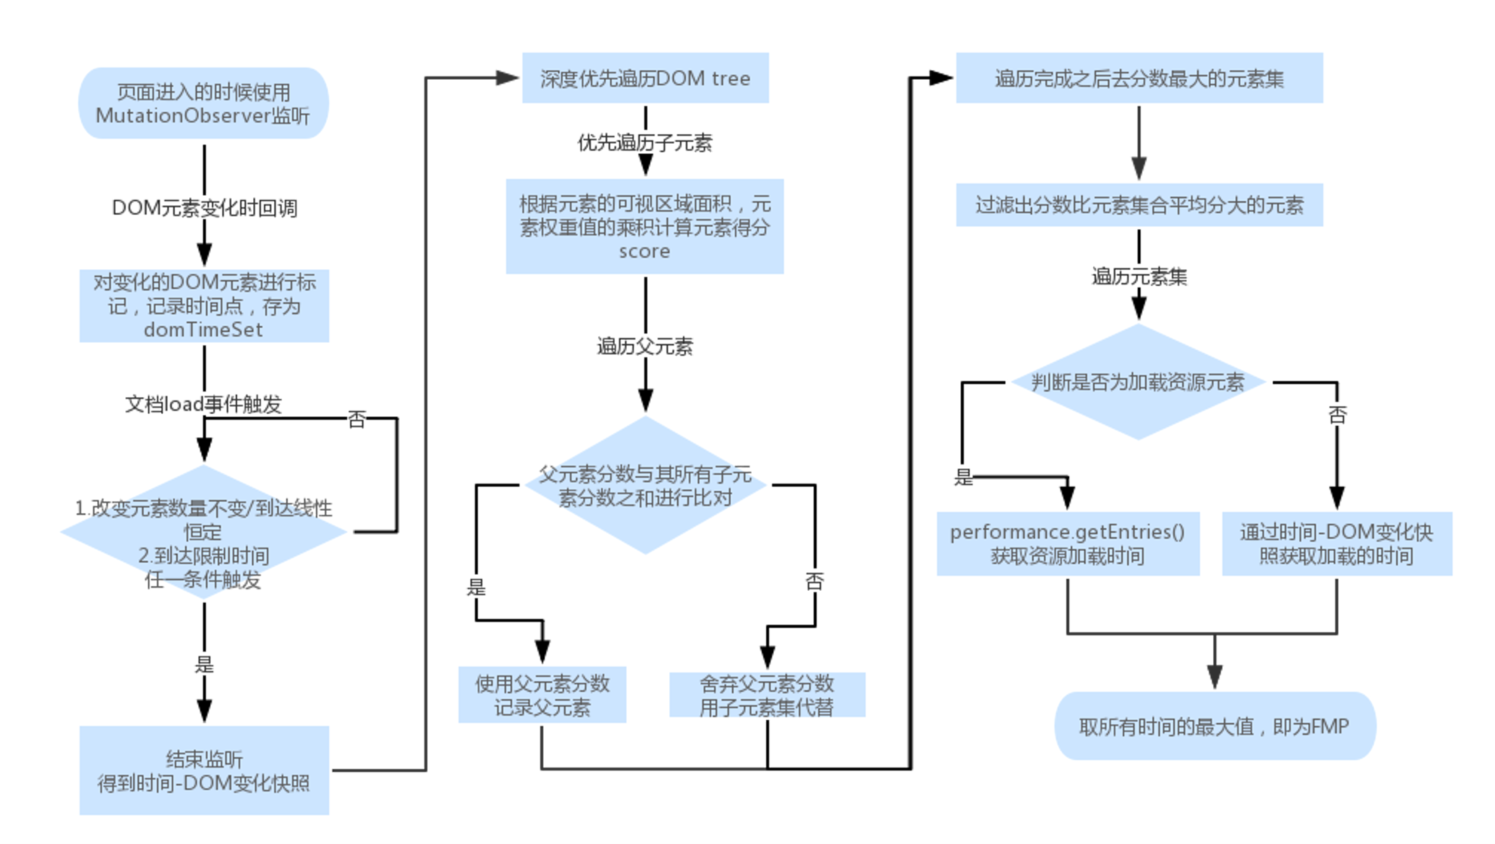 页面进入的时候使用
MutationObserver监听
DOM元素变化时回调
对变化的DOM元素进行标
记，记录时间点，存为
domTimeSet
文档load事件触发
否
1.改变元素数量不变/到达线性
恒定
2.到达限制时间
任一条件触发
是
结束监听
得到时间-DOM变化快照
深度优先遍历DOM tree
优先遍历子元素
根据元素的可视区域面积，元
素权重值的乘积计算元素得分
score
遍历父元素
父元素分数与其所有子元
素分数之和进行比对
是
否
使用父元素分数
记录父元素
舍弃父元素分数
用子元素集代替
遍历完成之后去分数最大的元素集
过滤出分数比元素集合平均分大的元素
遍历元素集
判断是否为加载资源元素
是
否
performance.getEntries()
获取资源加载时间
通过时间-DOM变化快
照获取加载的时间
取所有时间的最大值，即为FMP